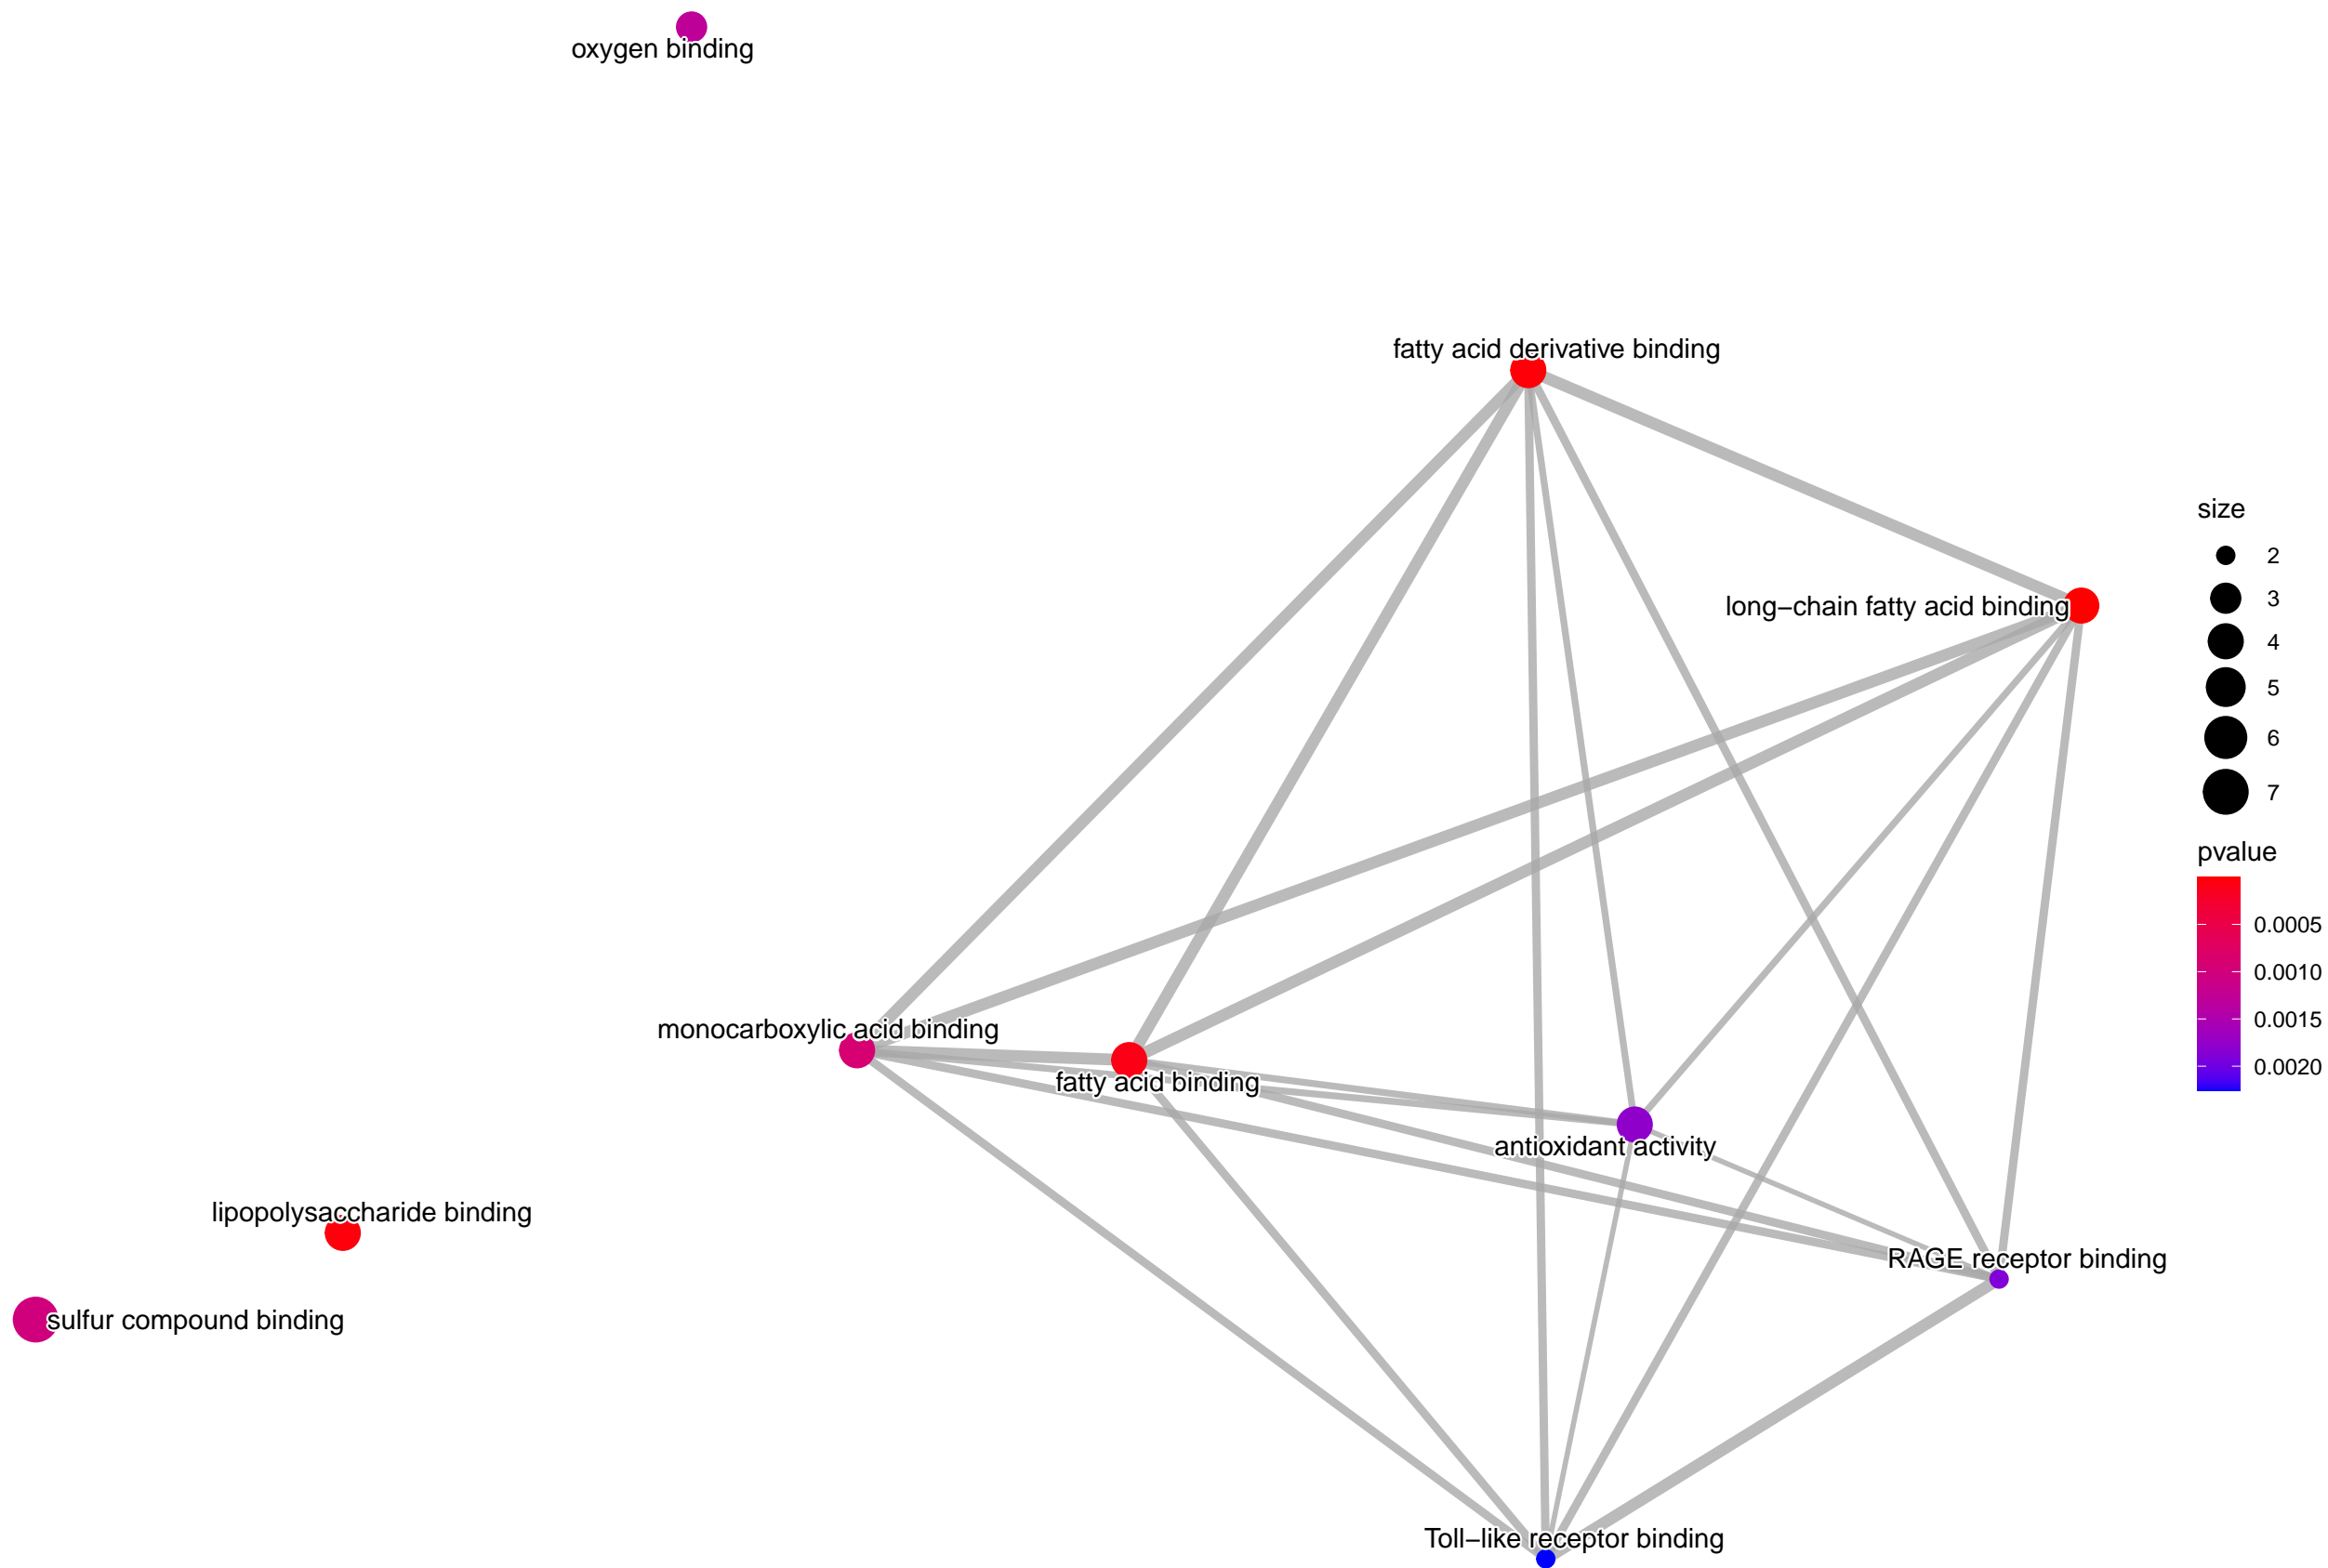 oxygen binding
fatty acid derivative binding
long−chain fatty acid binding
monocarboxylic acid binding
fatty acid binding
antioxidant activity
lipopolysaccharide binding
RAGE receptor binding
sulfur compound binding
Toll−like receptor binding
size
2
3
4
5
6
7
pvalue
0.0005
0.0010
0.0015
0.0020